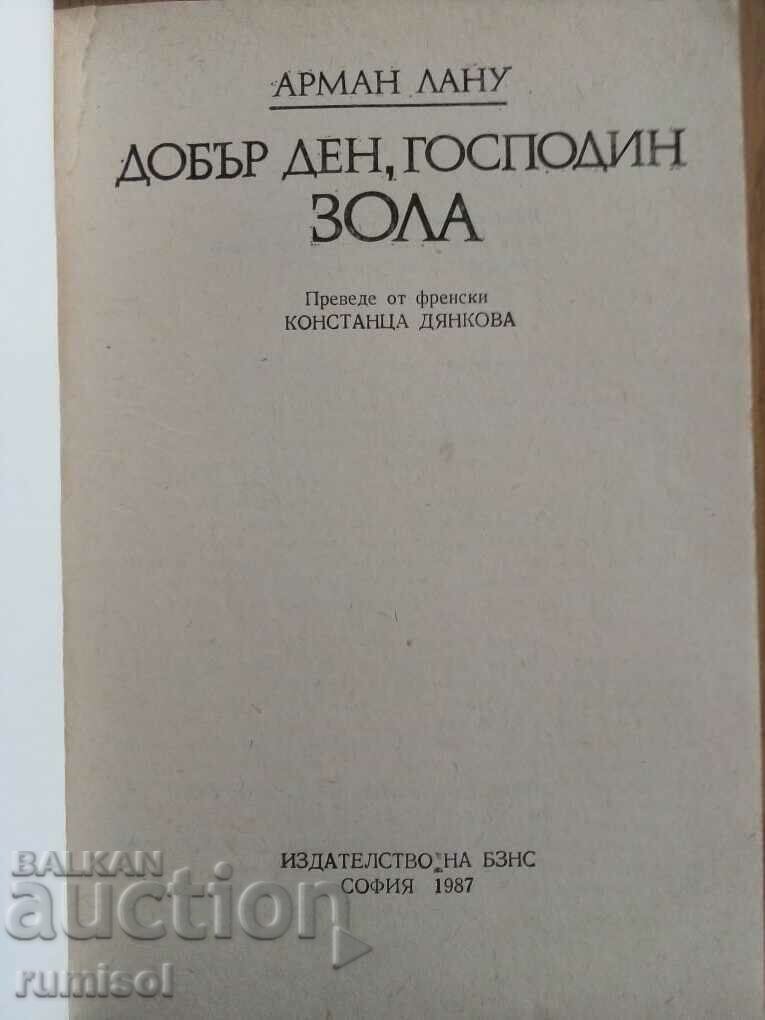 АРМАН ЛАНУ
ДОБЪР ДЕН, ГОСПОДИН
ЗОЛА
Преведе от френски
КОНСТАНЦА ДЯНКОВА
ИЗДАТЕЛСТВО НА БЗНС
СОФИЯ 1987
BALKAN
auction
rumisol